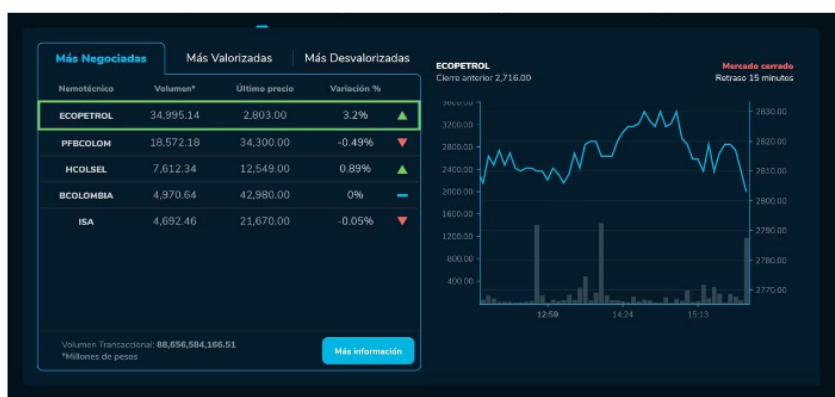 Más Negociadas Más Valorizadas Más Desvalorizadas
Nemotécnico Volumen* Último precio Variación %
ECOPETROL 34,995.14 2,803.00 3.2%
PFBCOLOM 18,572.18 34,300.00 -0.49%
HCOLSEL 7,612.34 12,549.00 0.89%
BCOLOMBIA 4,970.64 42,980.00 0%
ISA 4,692.46 21,670.00 -0.05%
Volumen Transaccional: 88,656,584,166.51
*Millones de pesos
Más información
ECOPETROL
Cierre anterior 2,716.00
Mercado cerrado
Retraso 15 minutos
3600.00
3200.00
2800.00
2400.00
2000.00
1600.00
1200.00
800.00
400.00
2830.00
2820.00
2810.00
2800.00
2790.00
2780.00
2770.00
12:59 14:24 15:13